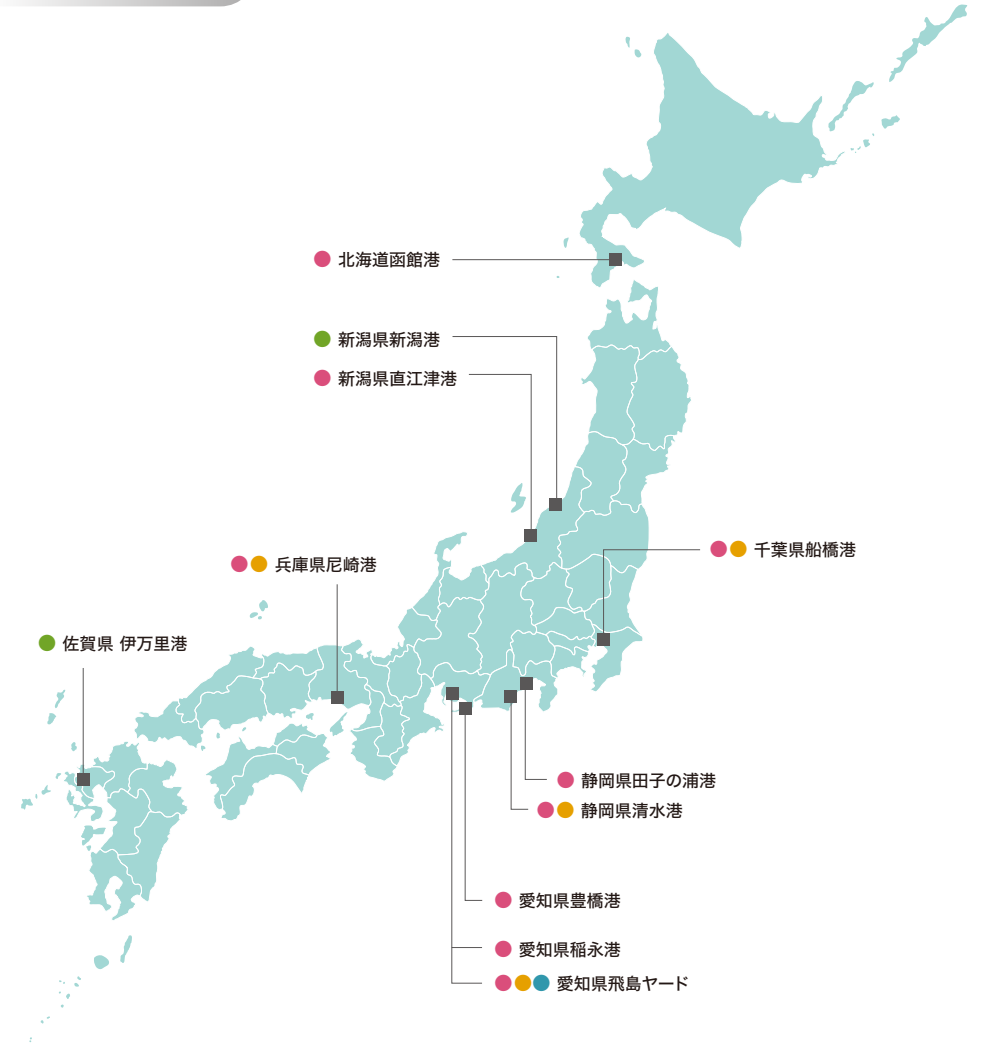 北海道函館港
新潟県新潟港
新潟県直江津港
千葉県船橋港
兵庫県尼崎港
佐賀県 伊万里港
静岡県田子の浦港
静岡県清水港
愛知県豊橋港
愛知県稲永港
愛知県飛島ヤード